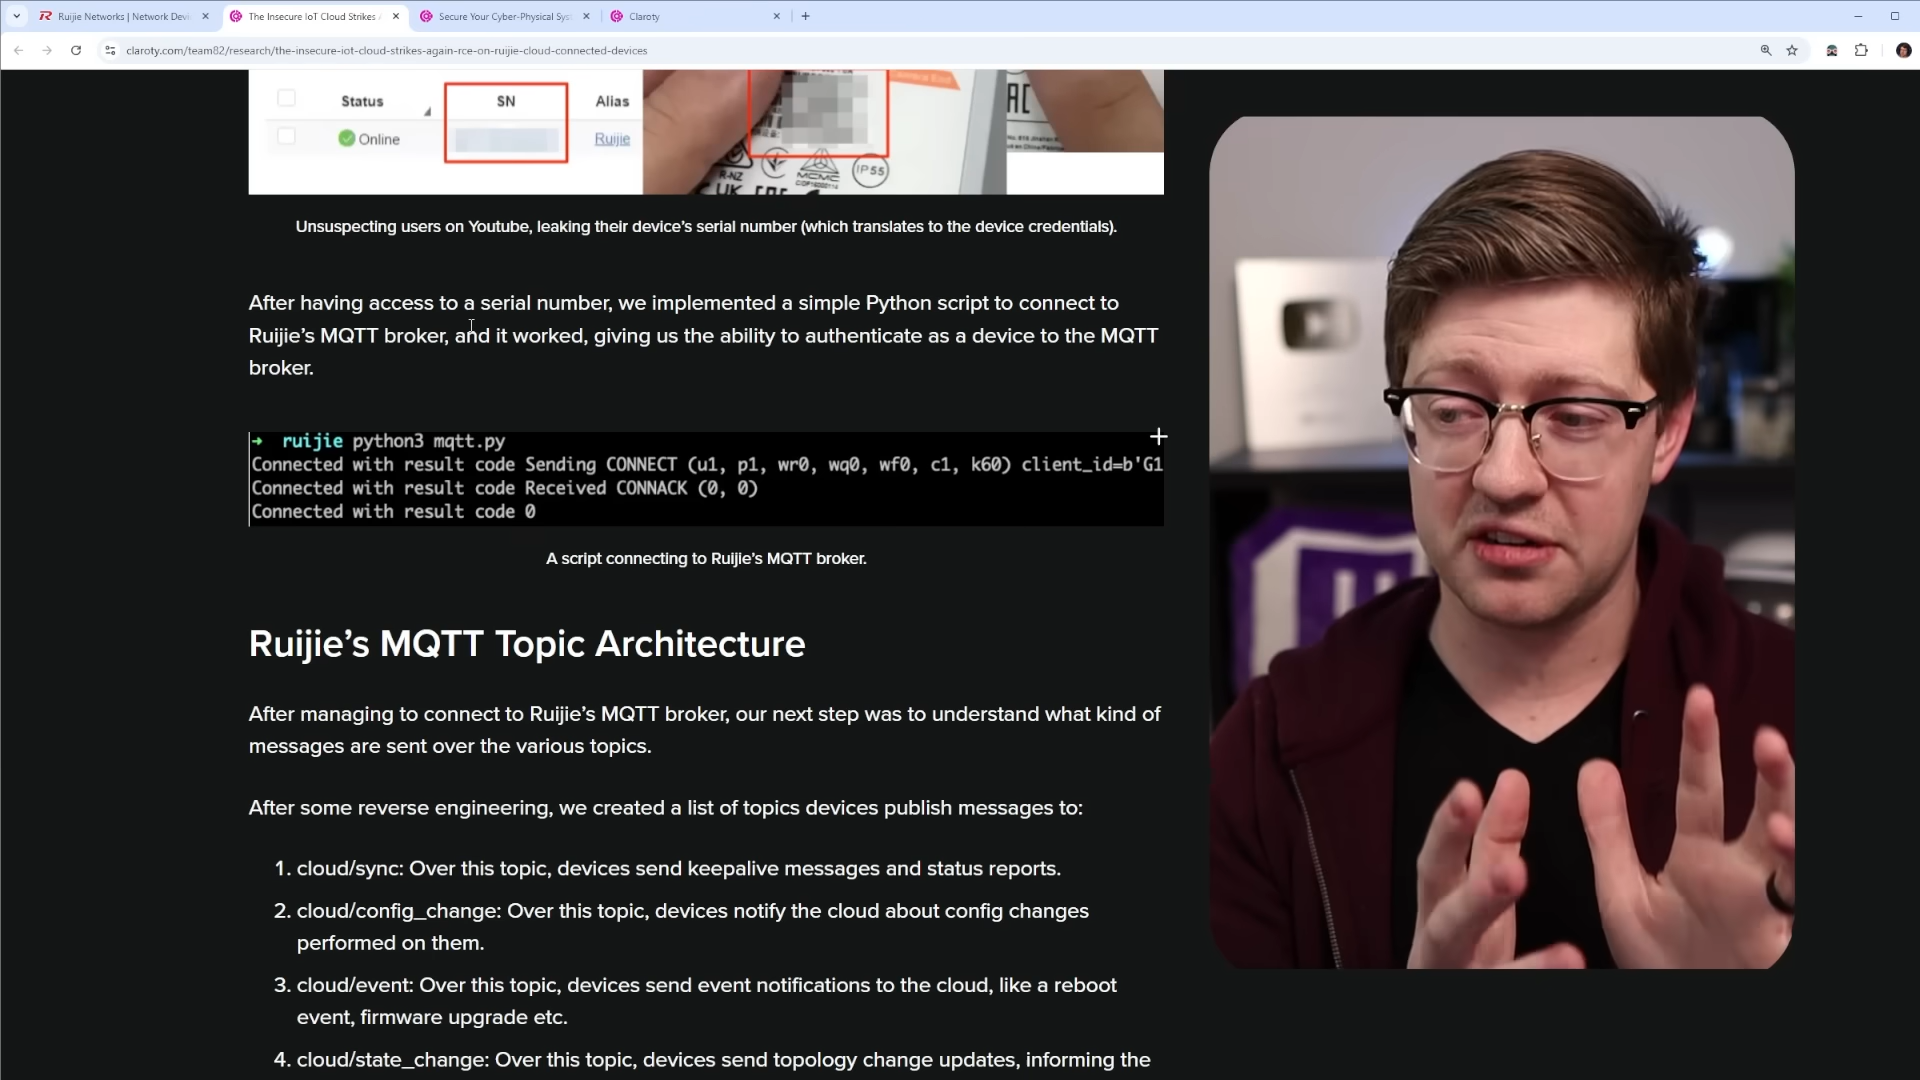 Ruijie Networks | Network Devi
The Insecure IoT Cloud Strikes A
Secure Your Cyber-Physical Syst
Claroty
claroty.com/team82/research/the-insecure-iot-cloud-strikes-again-rce-on-ruijie-cloud-connected-devices
Status
SN
Alias
Online
Ruijie
R-NZ
MCMC
IP55
Unsuspecting users on Youtube, leaking their device's serial number (which translates to the device credentials).
After having access to a serial number, we implemented a simple Python script to connect to
Ruijie's MQTT broker, and it worked, giving us the ability to authenticate as a device to the MQTT
broker.
→ ruijie python3 mqtt.py
Connected with result code Sending CONNECT (u1, p1, wr0, wq0, wf0, c1, k60) client_id=b'G1
Connected with result code Received CONNACK (0, 0)
Connected with result code 0
A script connecting to Ruijie's MQTT broker.
Ruijie's MQTT Topic Architecture
After managing to connect to Ruijie's MQTT broker, our next step was to understand what kind of
messages are sent over the various topics.
After some reverse engineering, we created a list of topics devices publish messages to:
1. cloud/sync: Over this topic, devices send keepalive messages and status reports.
2. cloud/config_change: Over this topic, devices notify the cloud about config changes
performed on them.
3. cloud/event: Over this topic, devices send event notifications to the cloud, like a reboot
event, firmware upgrade etc.
4. cloud/state_change: Over this topic, devices send topology change updates, informing the